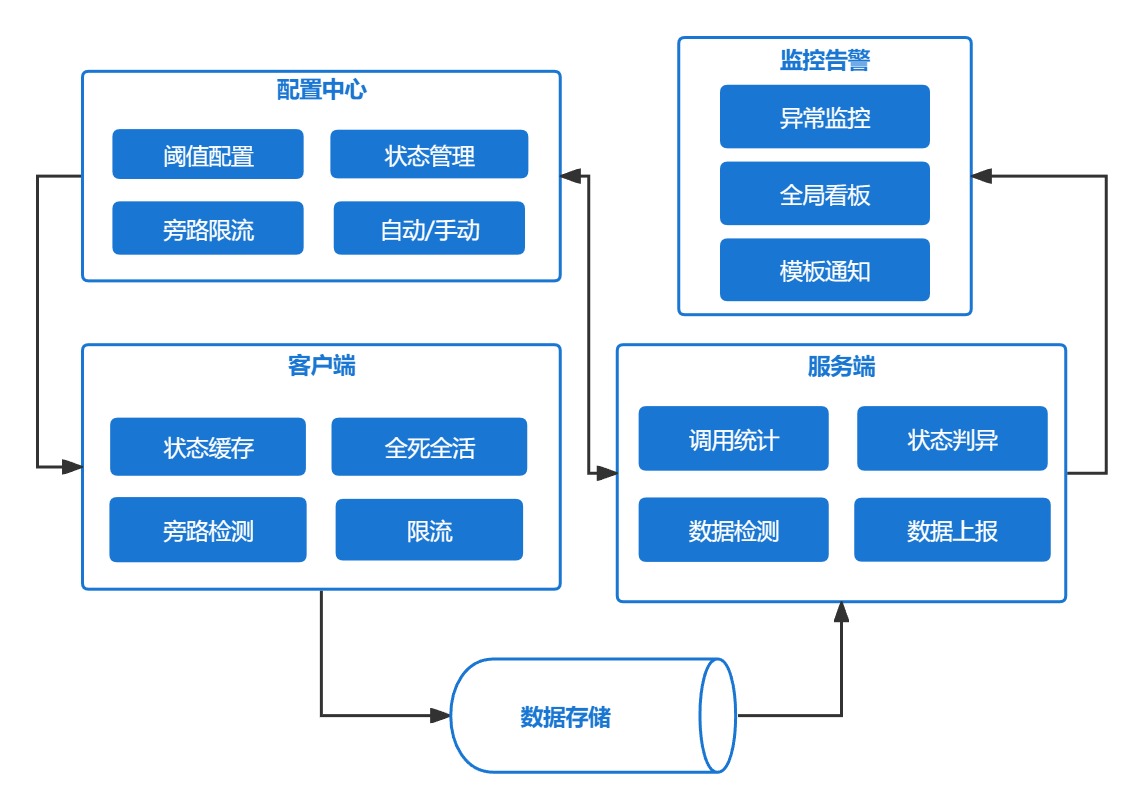 配置中心
阈值配置
状态管理
旁路限流
自动/手动
监控告警
异常监控
全局看板
模板通知
客户端
状态缓存
全死全活
旁路检测
限流
服务端
调用统计
状态判异
数据检测
数据上报
数据存储